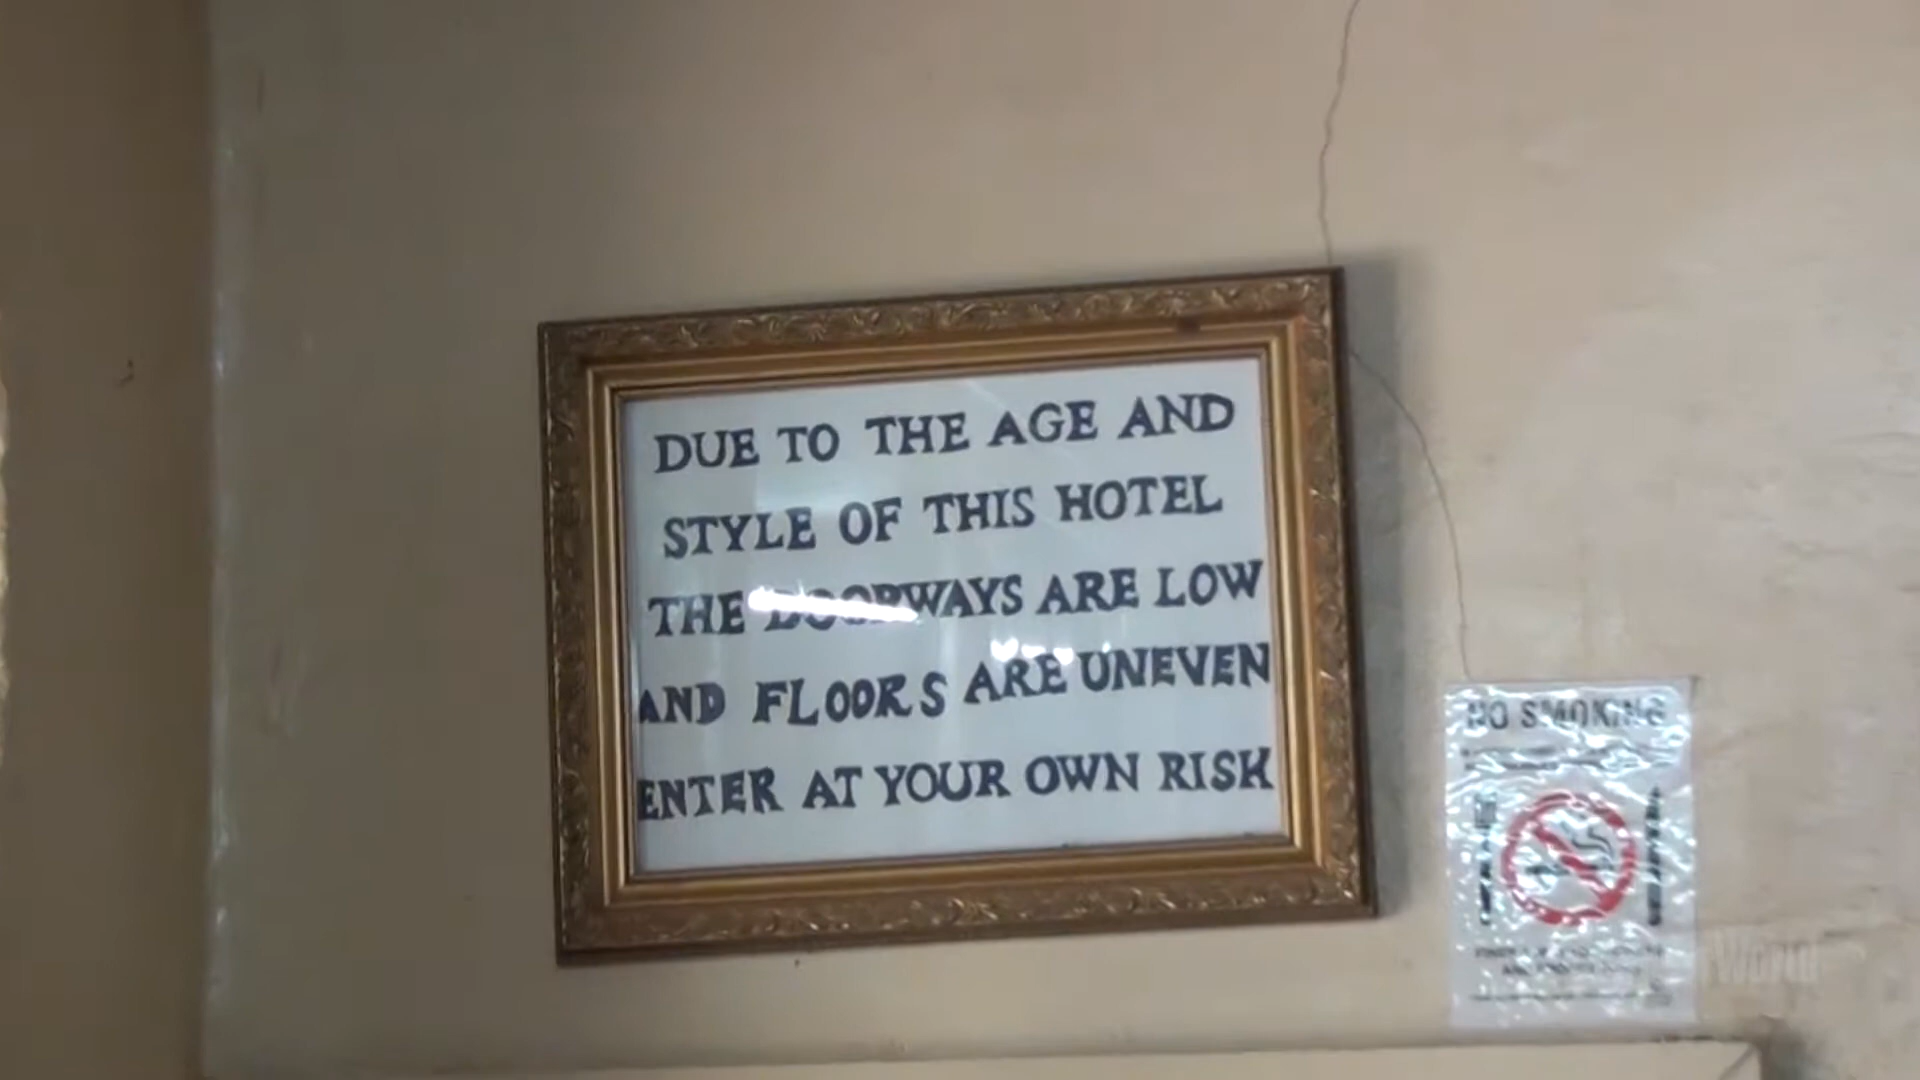 DUE TO THE AGE AND
STYLE OF THIS HOTEL
THE DOORWAYS ARE LOW
AND FLOORS ARE UNEVEN
ENTER AT YOUR OWN RISK
NO SMOKING